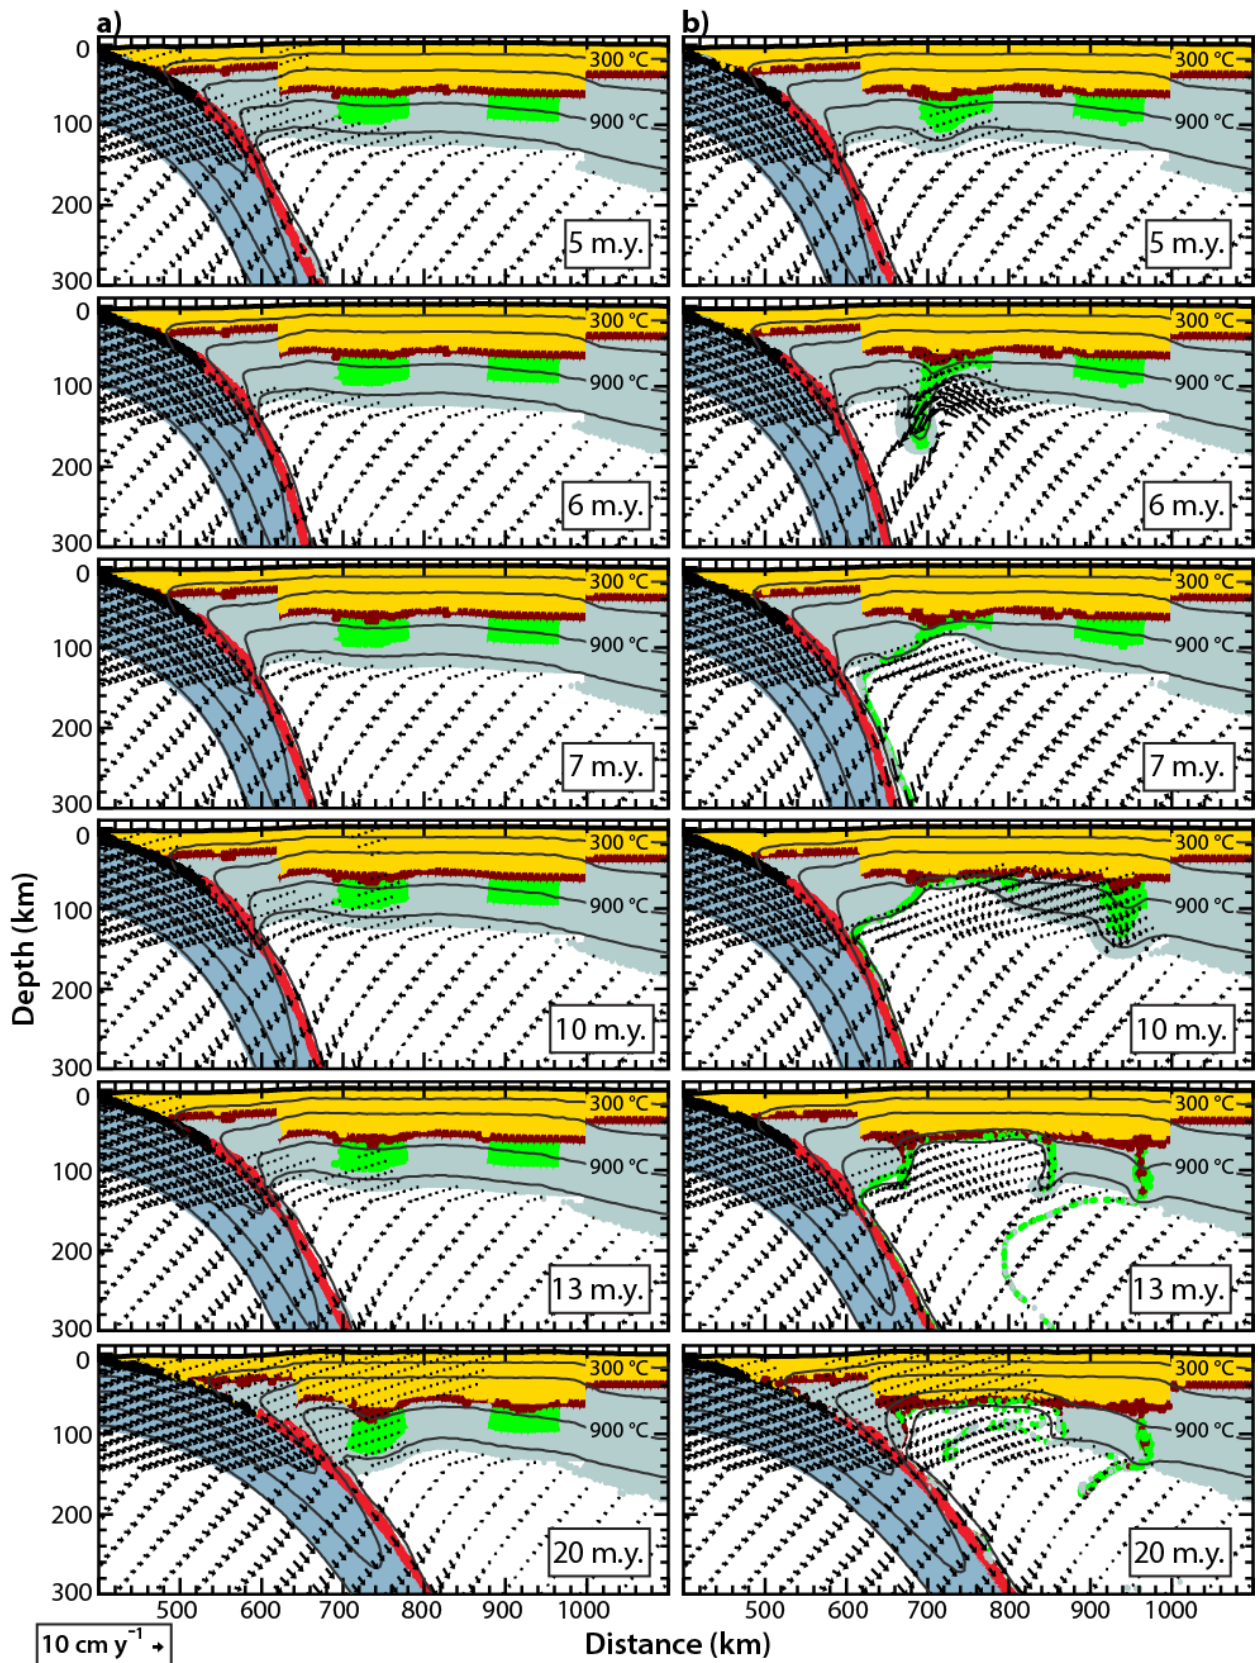 a) b)
0 300 °C 300 °C
100 900 °C 900 °C
200
5 m.y. 5 m.y.
300
0 300 °C 300 °C
100 900 °C 900 °C
200
6 m.y. 6 m.y.
300
0 300 °C 300 °C
100 900 °C 900 °C
200
7 m.y. 7 m.y.
300
0 300 °C 300 °C
100 900 °C 900 °C
200
10 m.y. 10 m.y.
300
0 300 °C 300 °C
100 900 °C 900 °C
200
13 m.y. 13 m.y.
300
0 300 °C 300 °C
100 900 °C 900 °C
200
20 m.y. 20 m.y.
300
Depth (km)
500 600 700 800 900 1000 500 600 700 800 900 1000
10 cm y⁻¹ Distance (km)